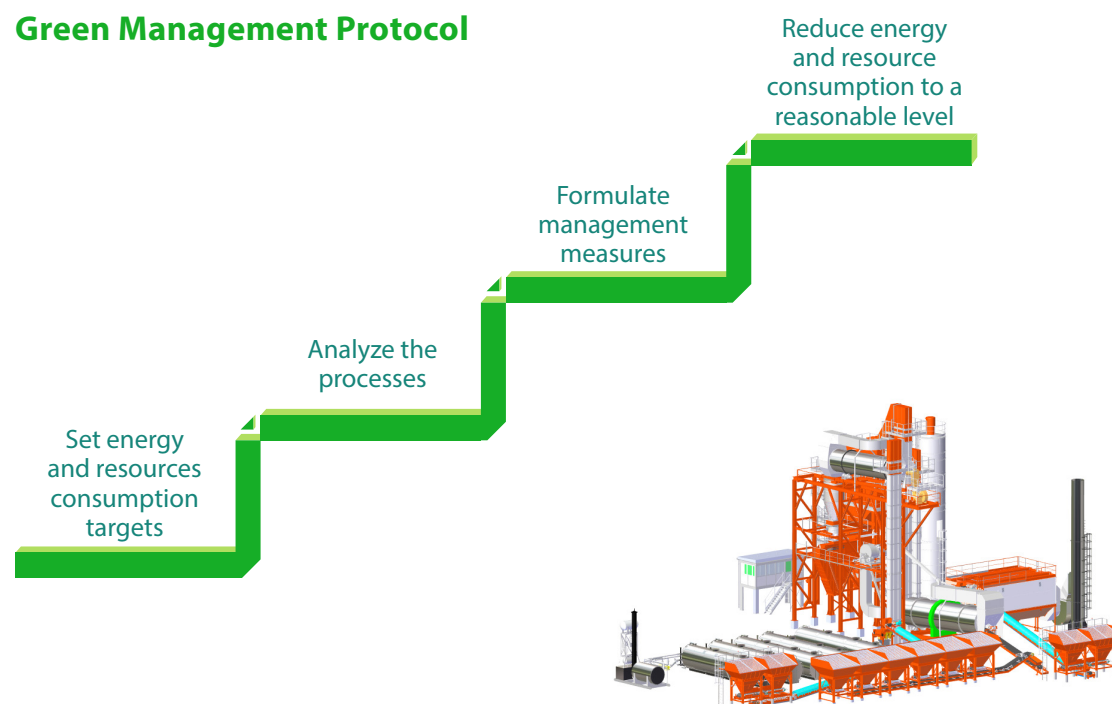 Green Management Protocol
Reduce energy
and resource
consumption to a
reasonable level
Formulate
management
measures
Analyze the
processes
Set energy
and resources
consumption
targets